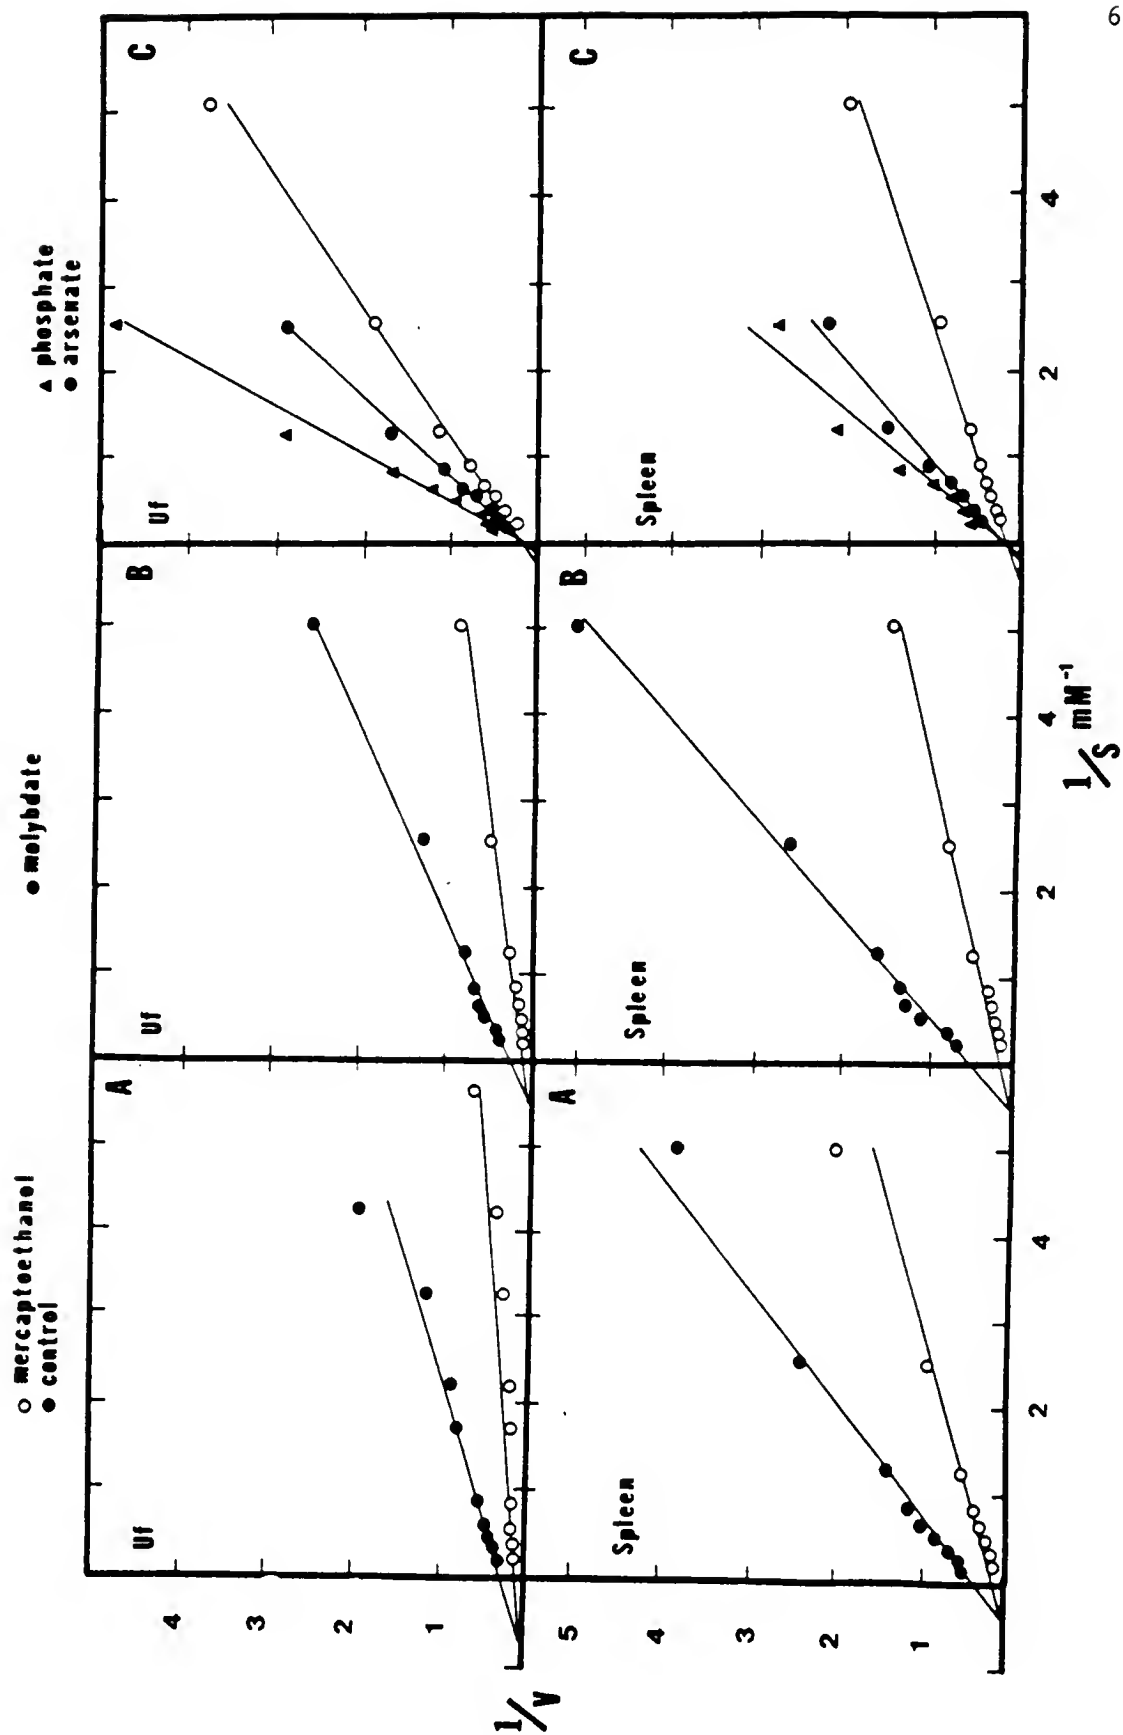 6
○ mercaptoethanol
● control
● molybdate
▲ phosphate
● arsenate
Uf
A
Uf
B
Uf
C
4
3
2
1
1/V
Spleen
A
Spleen
B
Spleen
C
5
4
3
2
1
2
4
2
4
2
4
1/S mM⁻¹